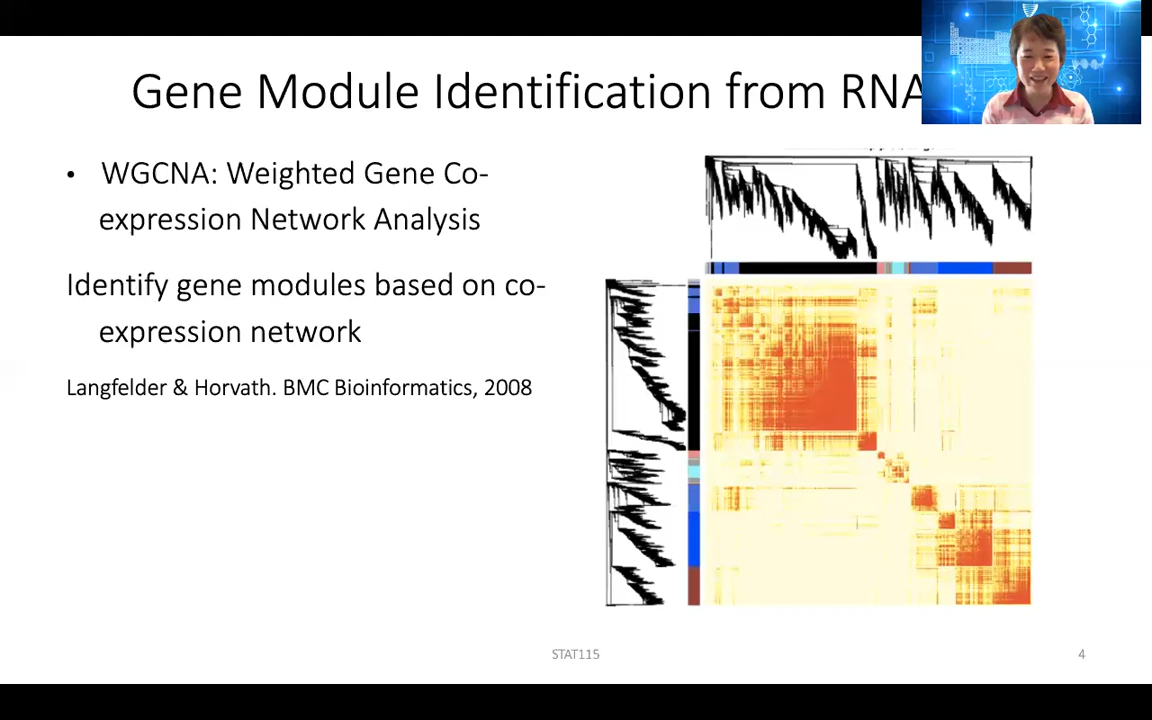 Gene Module Identification from RNA
• WGCNA: Weighted Gene Co-
expression Network Analysis
Identify gene modules based on co-
expression network
Langfelder & Horvath. BMC Bioinformatics, 2008
STAT115
4